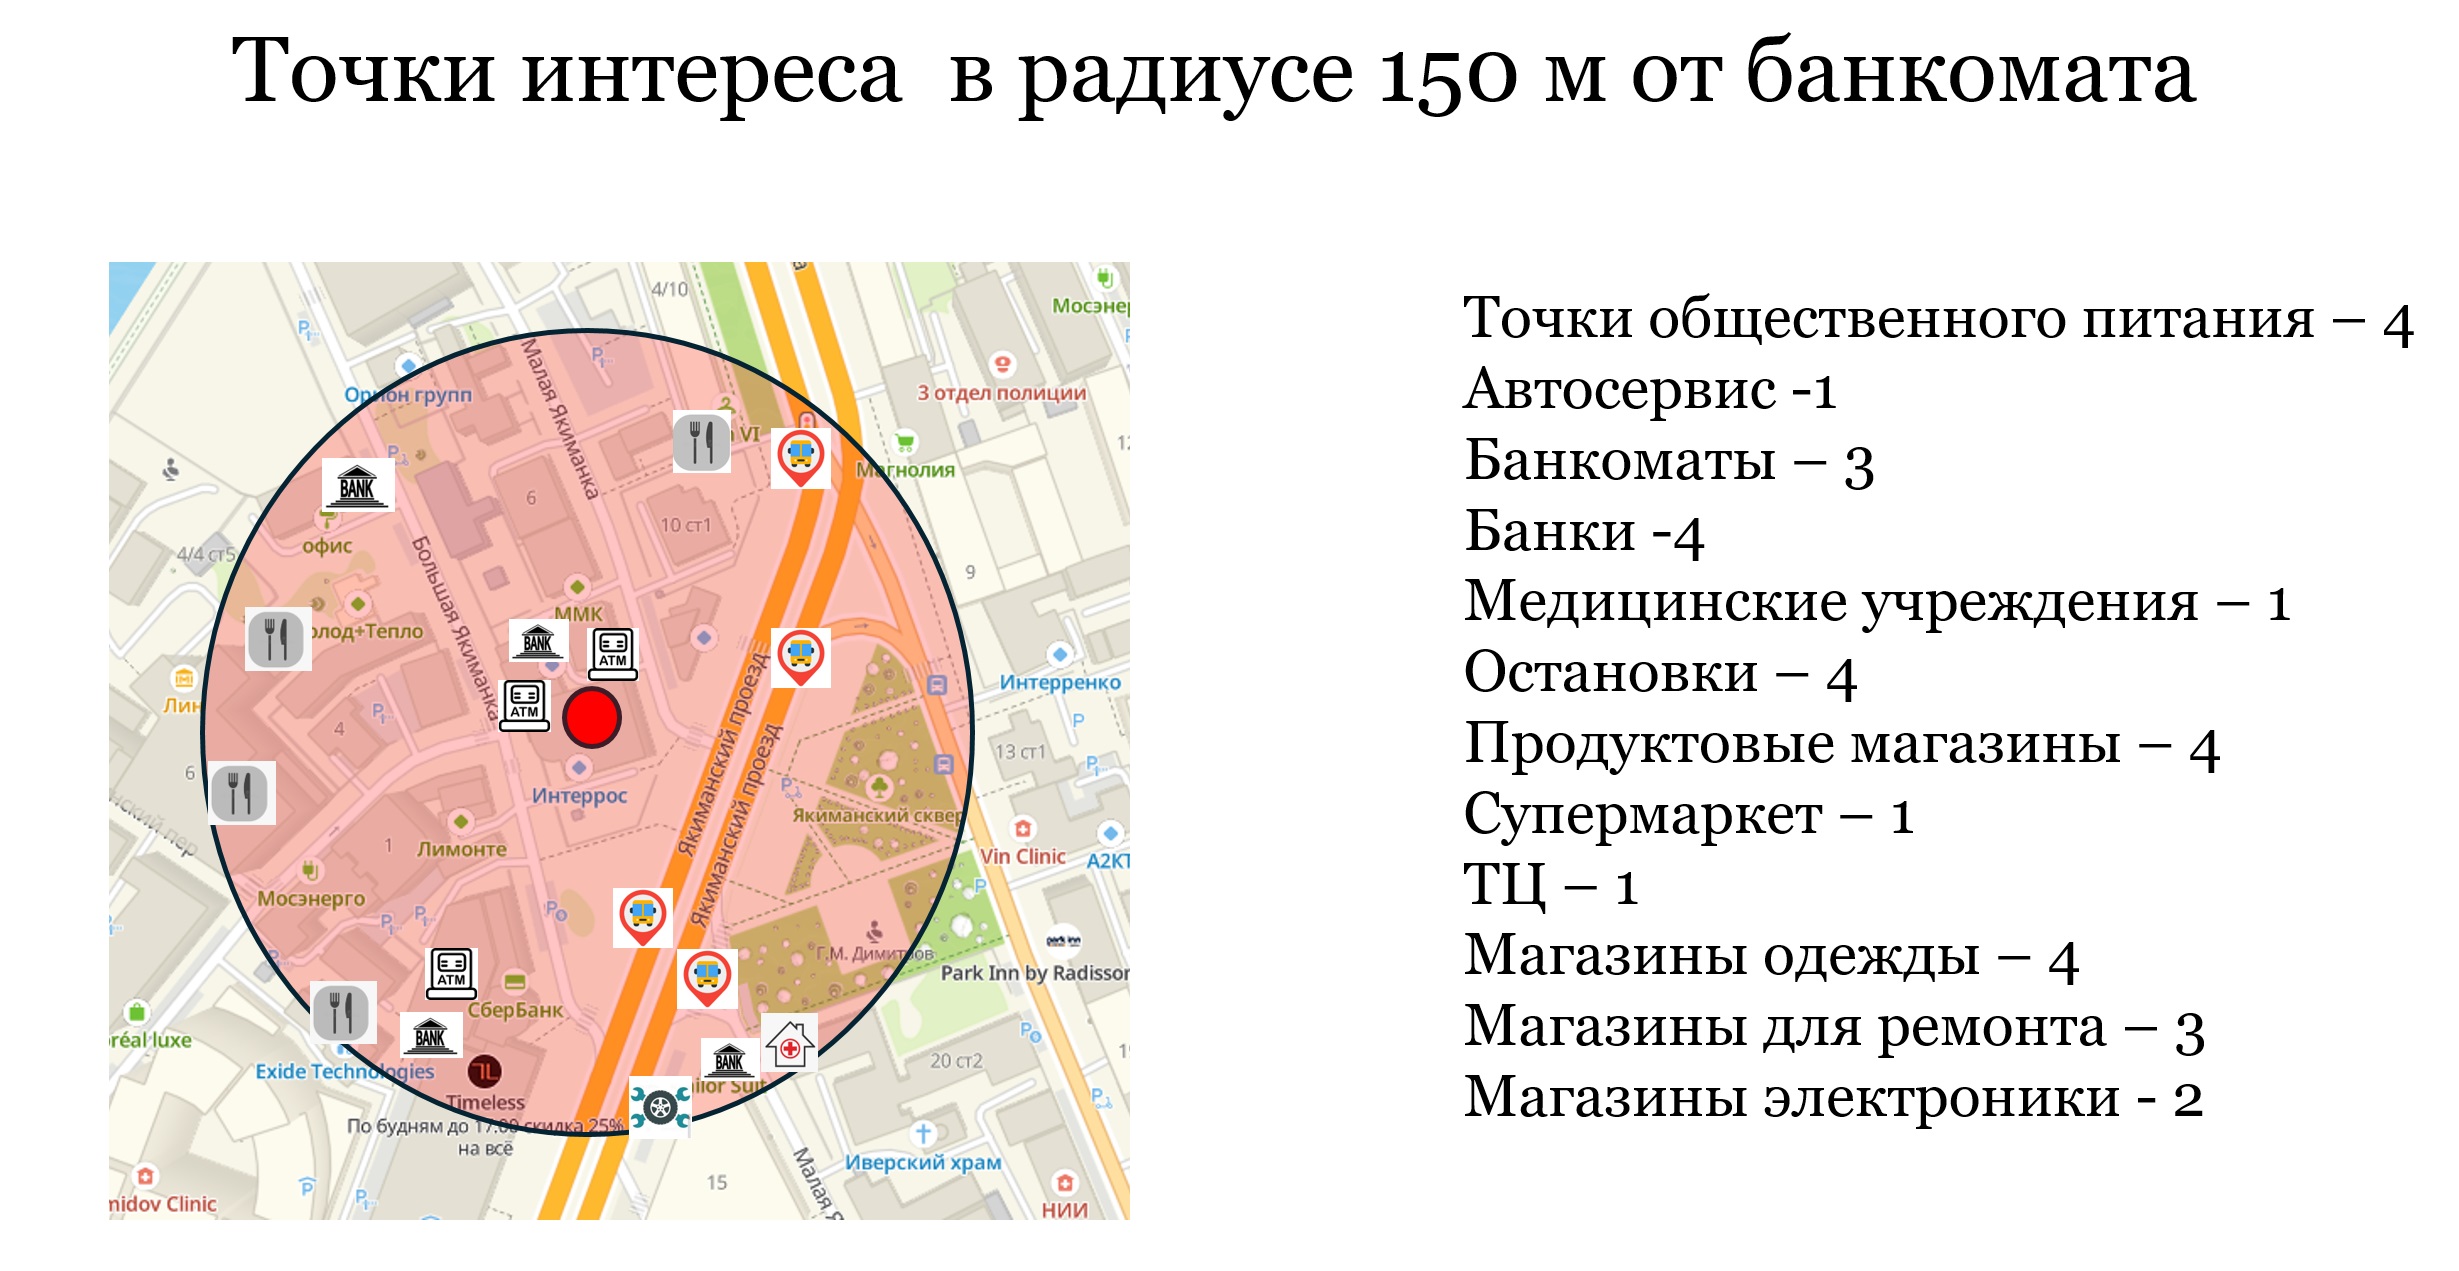 Точки интереса в радиусе 150 м от банкомата
Точки общественного питания – 4
Автосервис -1
Банкоматы – 3
Банки -4
Медицинские учреждения – 1
Остановки – 4
Продуктовые магазины – 4
Супермаркет – 1
ТЦ – 1
Магазины одежды – 4
Магазины для ремонта – 3
Магазины электроники - 2
4/10
Мосэнер
Малая Якиманка
Орион групп
3 отдел полиции
VI
Магнолия
BANK
6
10 ст1
4/4 ст5
офис
Большая Якиманка
9
ММК
олод+Тепло
BANK
ATM
Якиманский проезд
Интерренко
Лин
ATM
4
Якиманский проезд
13 ст1
6
Интеррос
Якиманский сквер
1
Лимонте
Vin Clinic
А2КТ
Мосэнерго
Г.М. Димитров
park inn
Park Inn by Radisson
ATM
СберБанк
réal luxe
BANK
BANK
20 ст2
Exide Technologies
ilor Suit
TL
Timeless
По будням до 17:00 скидка 25%
на всё
Иверский храм
15
Малая Я
midov Clinic
НИИ